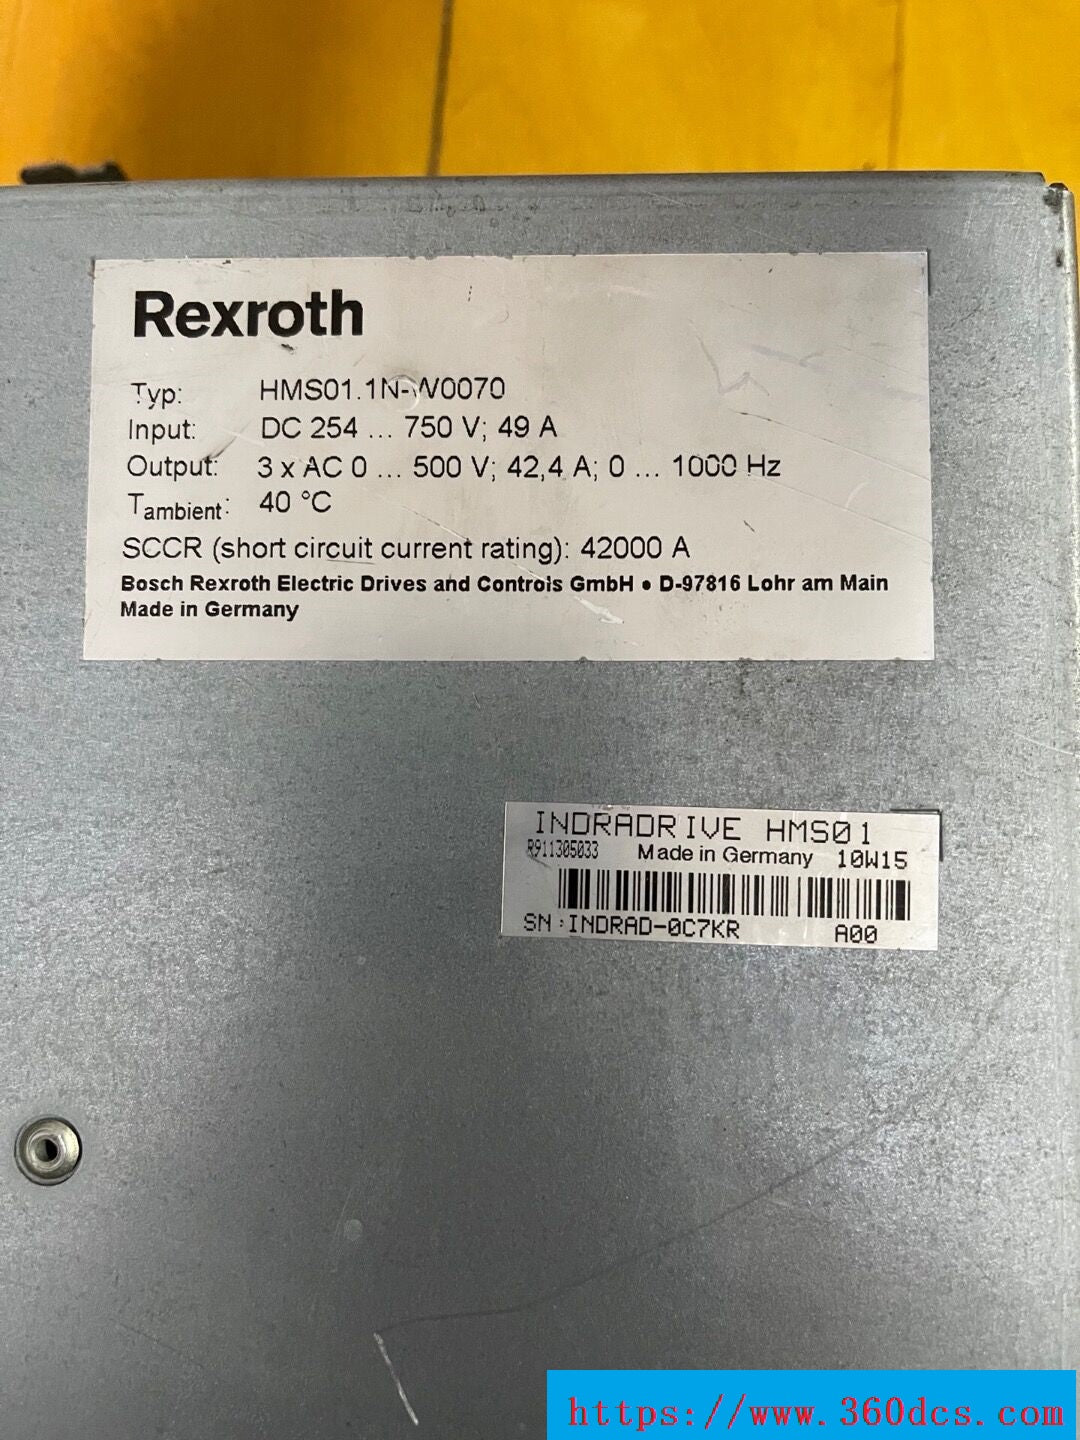 Rexroth
Typ: HMS01.1N-W0070
Input: DC 254 ... 750 V; 49 A
Output: 3 x AC 0 ... 500 V; 42,4 A; 0 ... 1000 Hz
Tambient: 40 °C
SCCR (short circuit current rating): 42000 A
Bosch Rexroth Electric Drives and Controls GmbH • D-97816 Lohr am Main
Made in Germany
INDRADRIVE HMS01
R911305033 Made in Germany 10W15
SN:INDRAD-0C7KR A00
https://www.360dcs.com